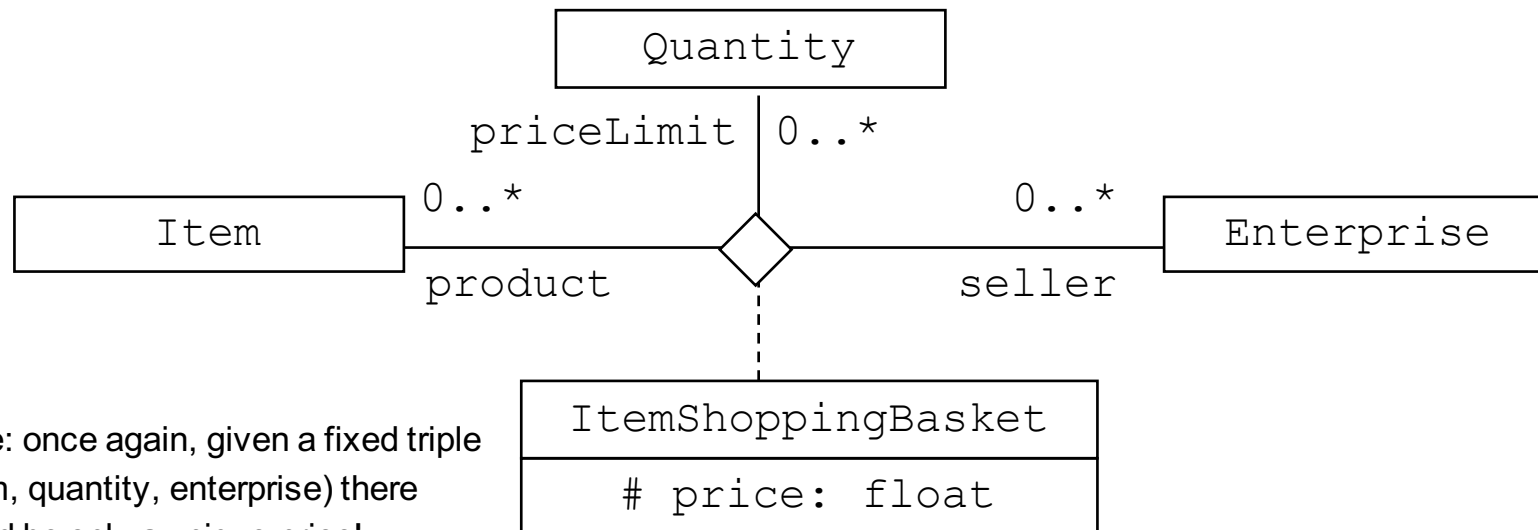 Quantity
priceLimit 0..*
0..* 0..*
Item Enterprise
product seller
ItemShoppingBasket
: once again, given a fixed triple
, quantity, enterprise) there
# price: float